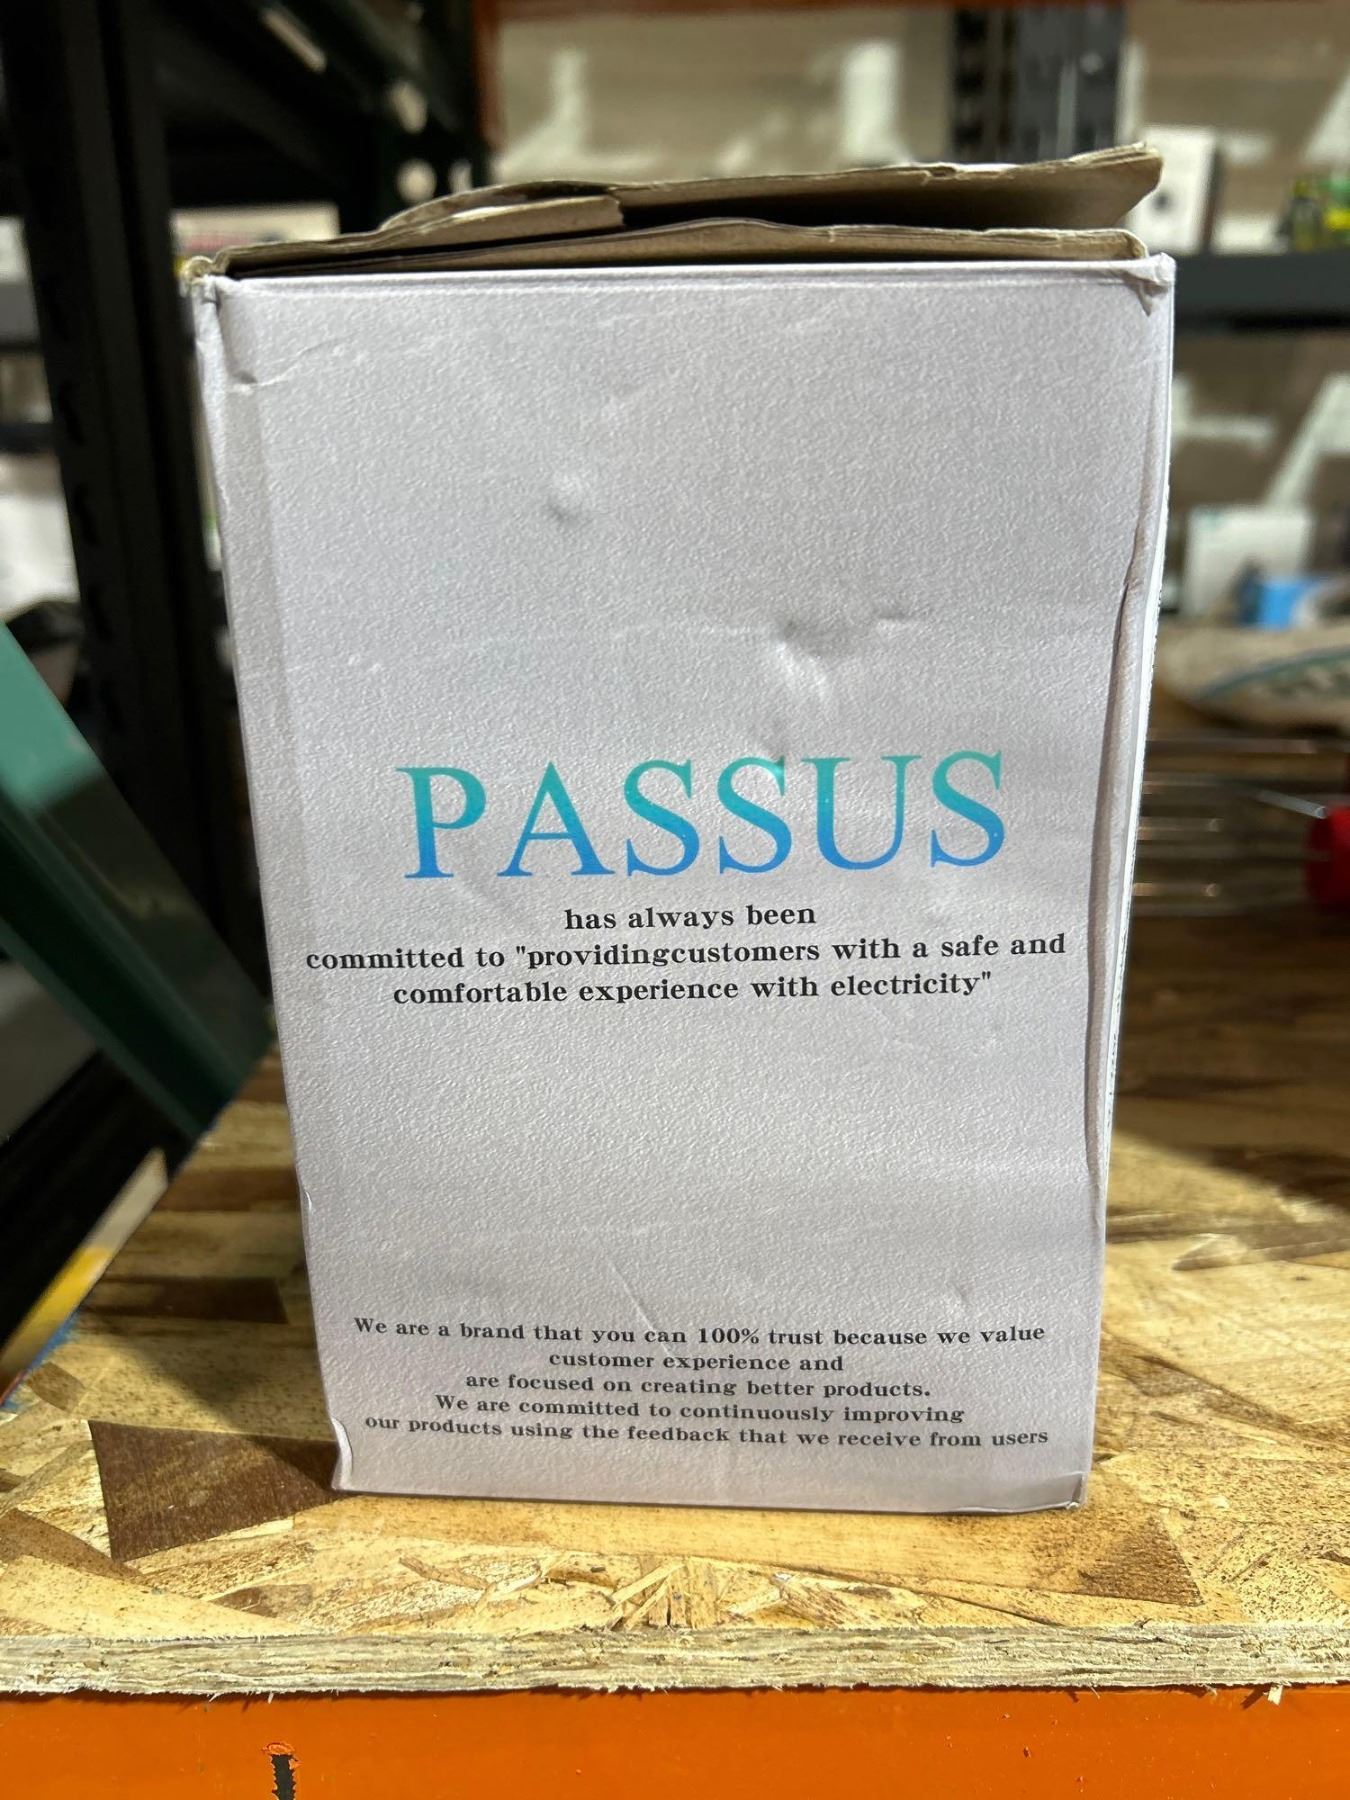 PASSUS
has always been
committed to "providingcustomers with a safe and
comfortable experience with electricity"
We are a brand that you can 100% trust because we value
customer experience and
are focused on creating better products.
We are committed to continuously improving
our products using the feedback that we receive from users